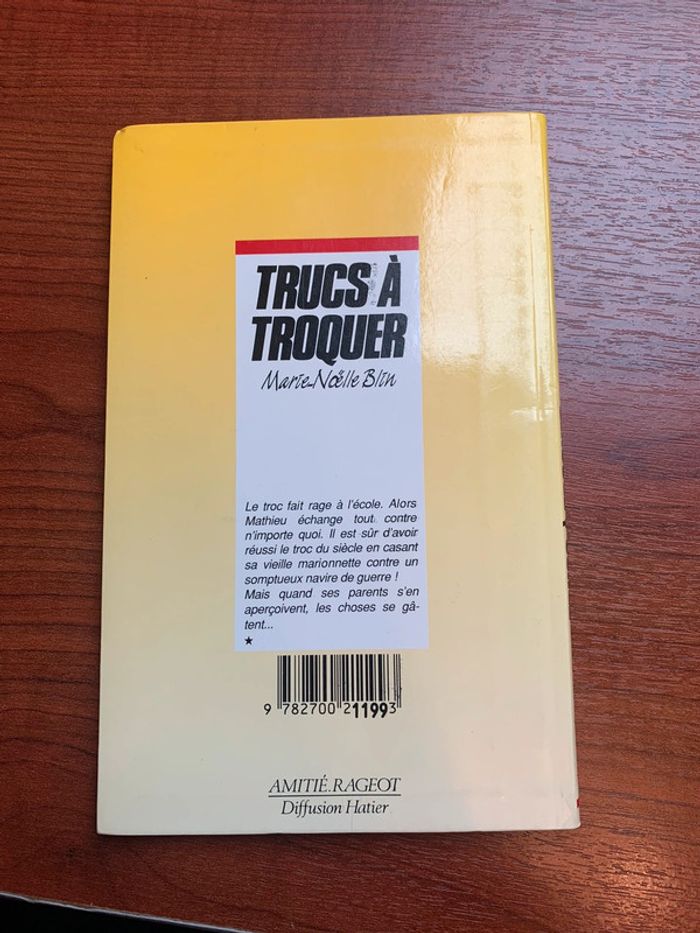 TRUCS À
TROQUER
Marie-Noëlle Blin
Le troc fait rage à l'école. Alors
Mathieu échange tout contre
n'importe quoi. Il est sûr d'avoir
réussi le troc du siècle en casant
sa vieille marionnette contre un
somptueux navire de guerre !
Mais quand ses parents s'en
aperçoivent, les choses se gâ-
tent...
★
9 782700 211993
AMITIÉ.RAGEOT
Diffusion Hatier